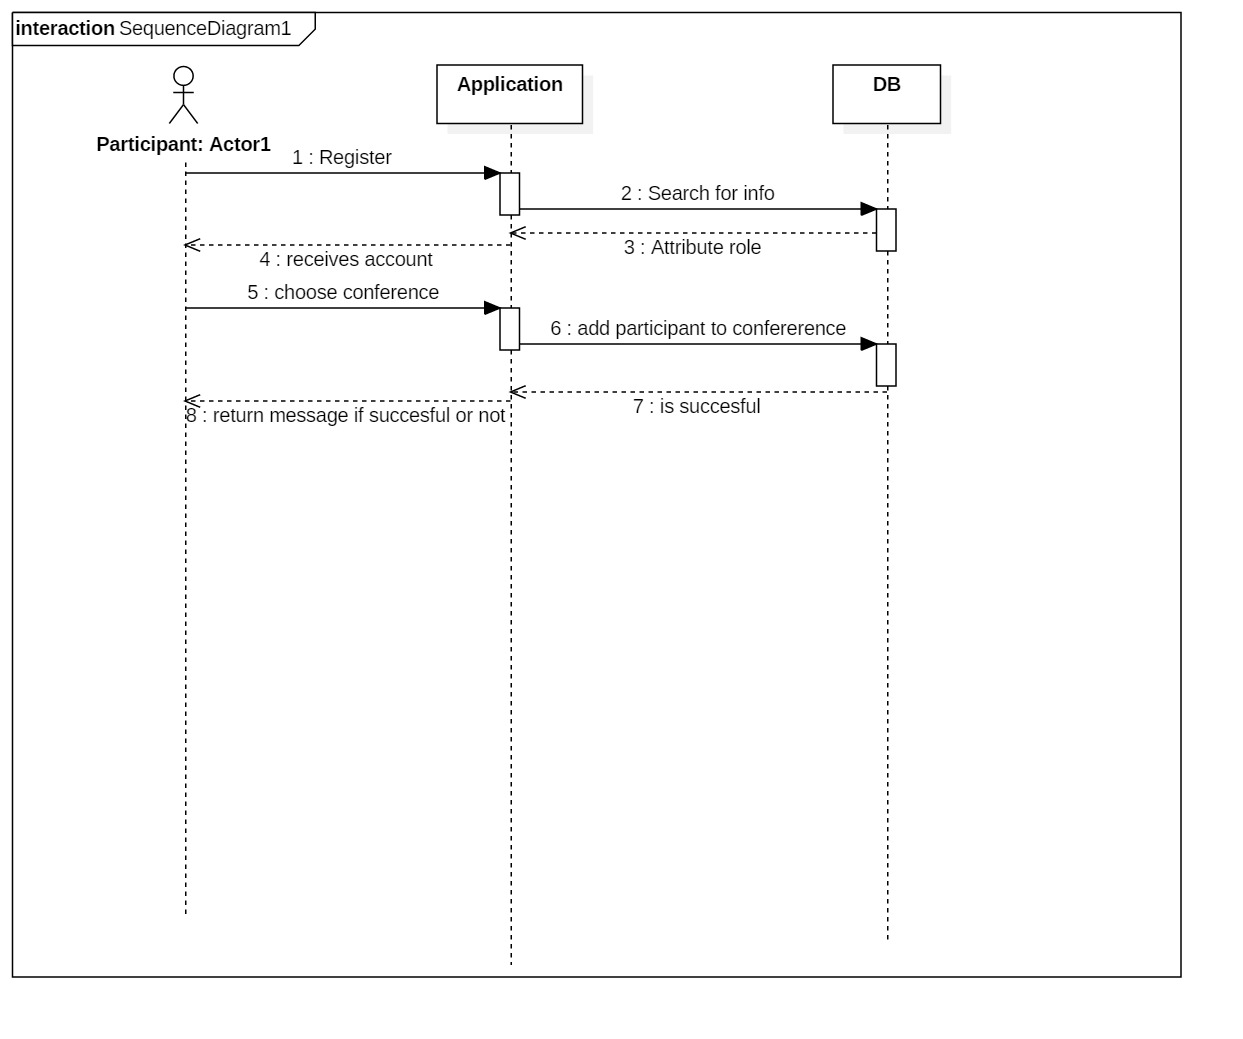 interaction SequenceDiagram1
Application
DB
Participant: Actor1
1 : Register
2 : Search for info
3 : Attribute role
4 : receives account
5 : choose conference
6 : add participant to confererence
7 : is succesful
8 : return message if succesful or not